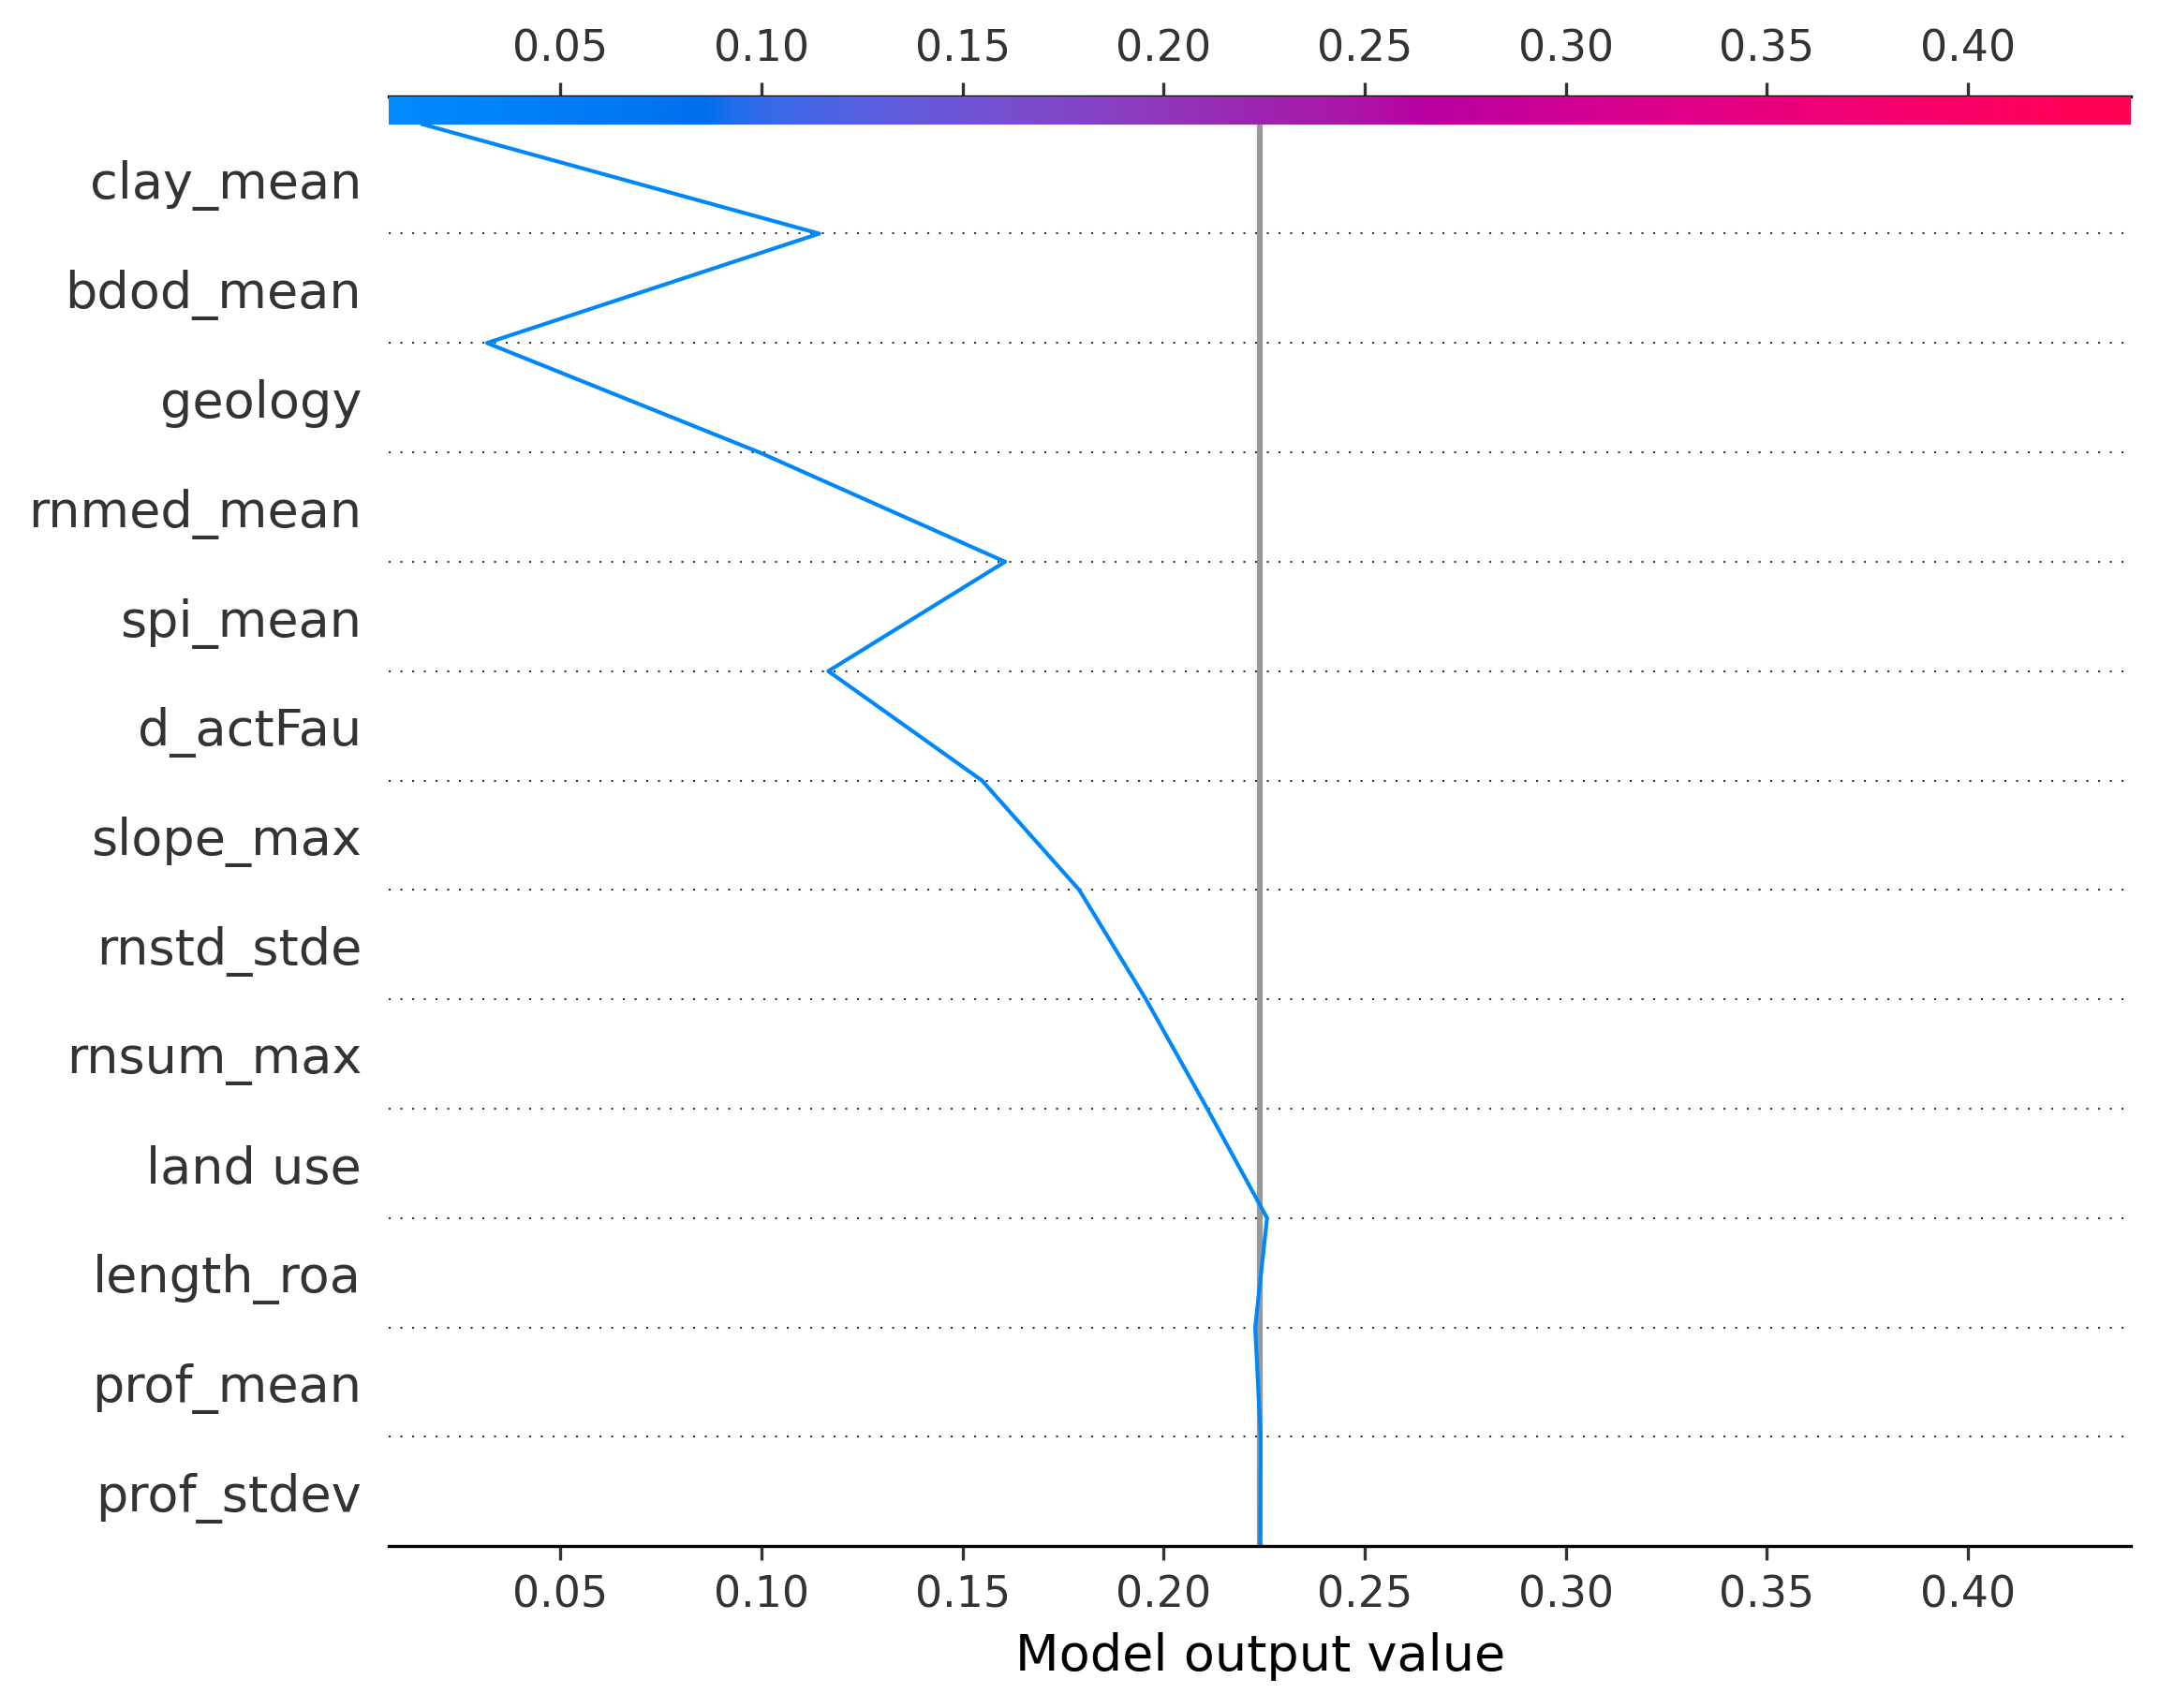 0.05 0.10 0.15 0.20 0.25 0.30 0.35 0.40
clay_mean
bdod_mean
geology
rnmed_mean
spi_mean
d_actFau
slope_max
rnstd_stde
rnsum_max
land use
length_roa
prof_mean
prof_stdev
0.05 0.10 0.15 0.20 0.25 0.30 0.35 0.40
Model output value